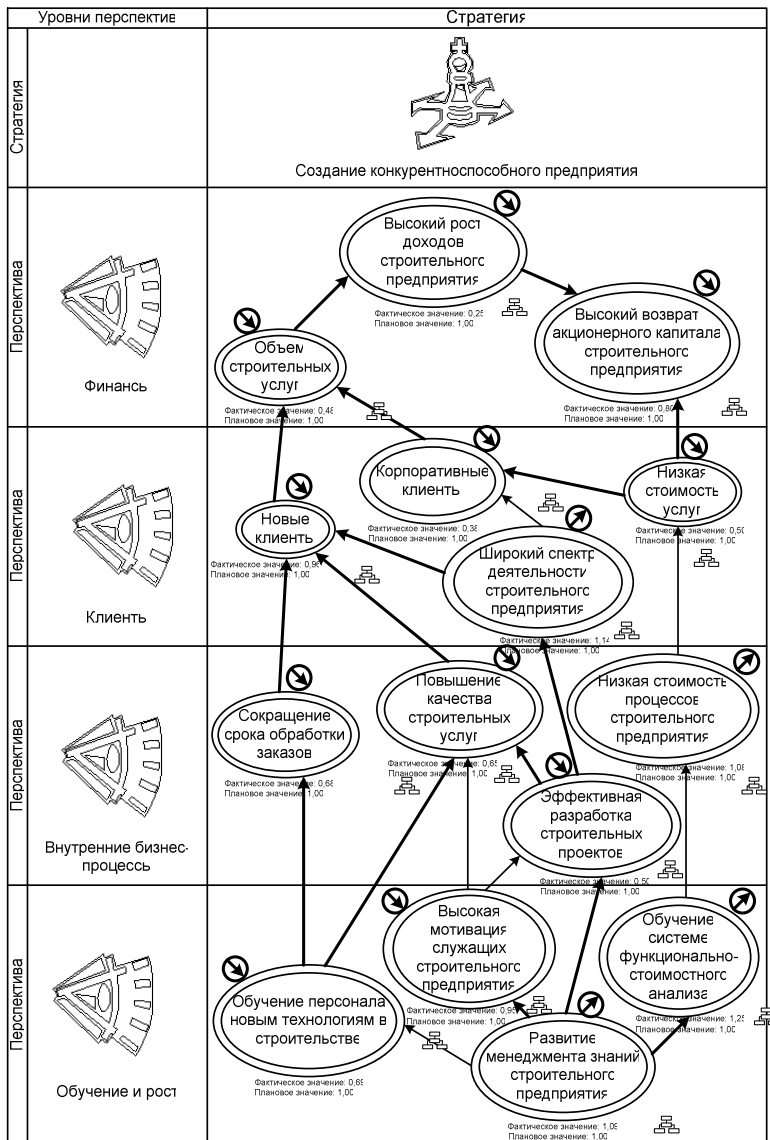 Уровни перспектив
Стратегия
Стратегия
Создание конкурентноспособного предприятия
Перспектива
Финансь
Высокий рост
доходов
строительного
предприятия
Фактическое значение: 0,25
Плановое значение: 1,00
Высокий возврат
акционерного капитала
строительного
предприятия
Фактическое значение: 0,80
Плановое значение: 1,00
Объем
строительных
услуг
Фактическое значение: 0,48
Плановое значение: 1,00
Перспектива
Клиенть
Корпоративные
клиенть
Фактическое значение: 0,38
Плановое значение: 1,00
Низкая
стоимость
услуг
Фактическое значение: 0,50
Плановое значение: 1,00
Новые
клиенть
Фактическое значение: 0,96
Плановое значение: 1,00
Широкий спектр
деятельности
строительного
предприятия
Фактическое значение: 1,14
Плановое значение: 1,00
Перспектива
Внутренние бизнес-
процессь
Сокращение
срока обработки
заказов
Фактическое значение: 0,68
Плановое значение: 1,00
Повышение
качества
строительных
услуг
Фактическое значение: 0,65
Плановое значение: 1,00
Низкая стоимость
процессов
строительного
предприятия
Фактическое значение: 1,08
Плановое значение: 1,00
Эффективная
разработка
строительных
проектов
Фактическое значение: 0,50
Плановое значение: 1,00
Перспектива
Обучение и рост
Высокая
мотивация
служащих
строительного
предприятия
Фактическое значение: 0,95
Плановое значение: 1,00
Обучение
системе
функционально-
стоимостного
анализа
Фактическое значение: 1,25
Плановое значение: 1,00
Обучение персонала
новым технологиям в
строительстве
Фактическое значение: 0,69
Плановое значение: 1,00
Развитие
менеджмента знаний
строительного
предприятия
Фактическое значение: 1,09
Плановое значение: 1,00